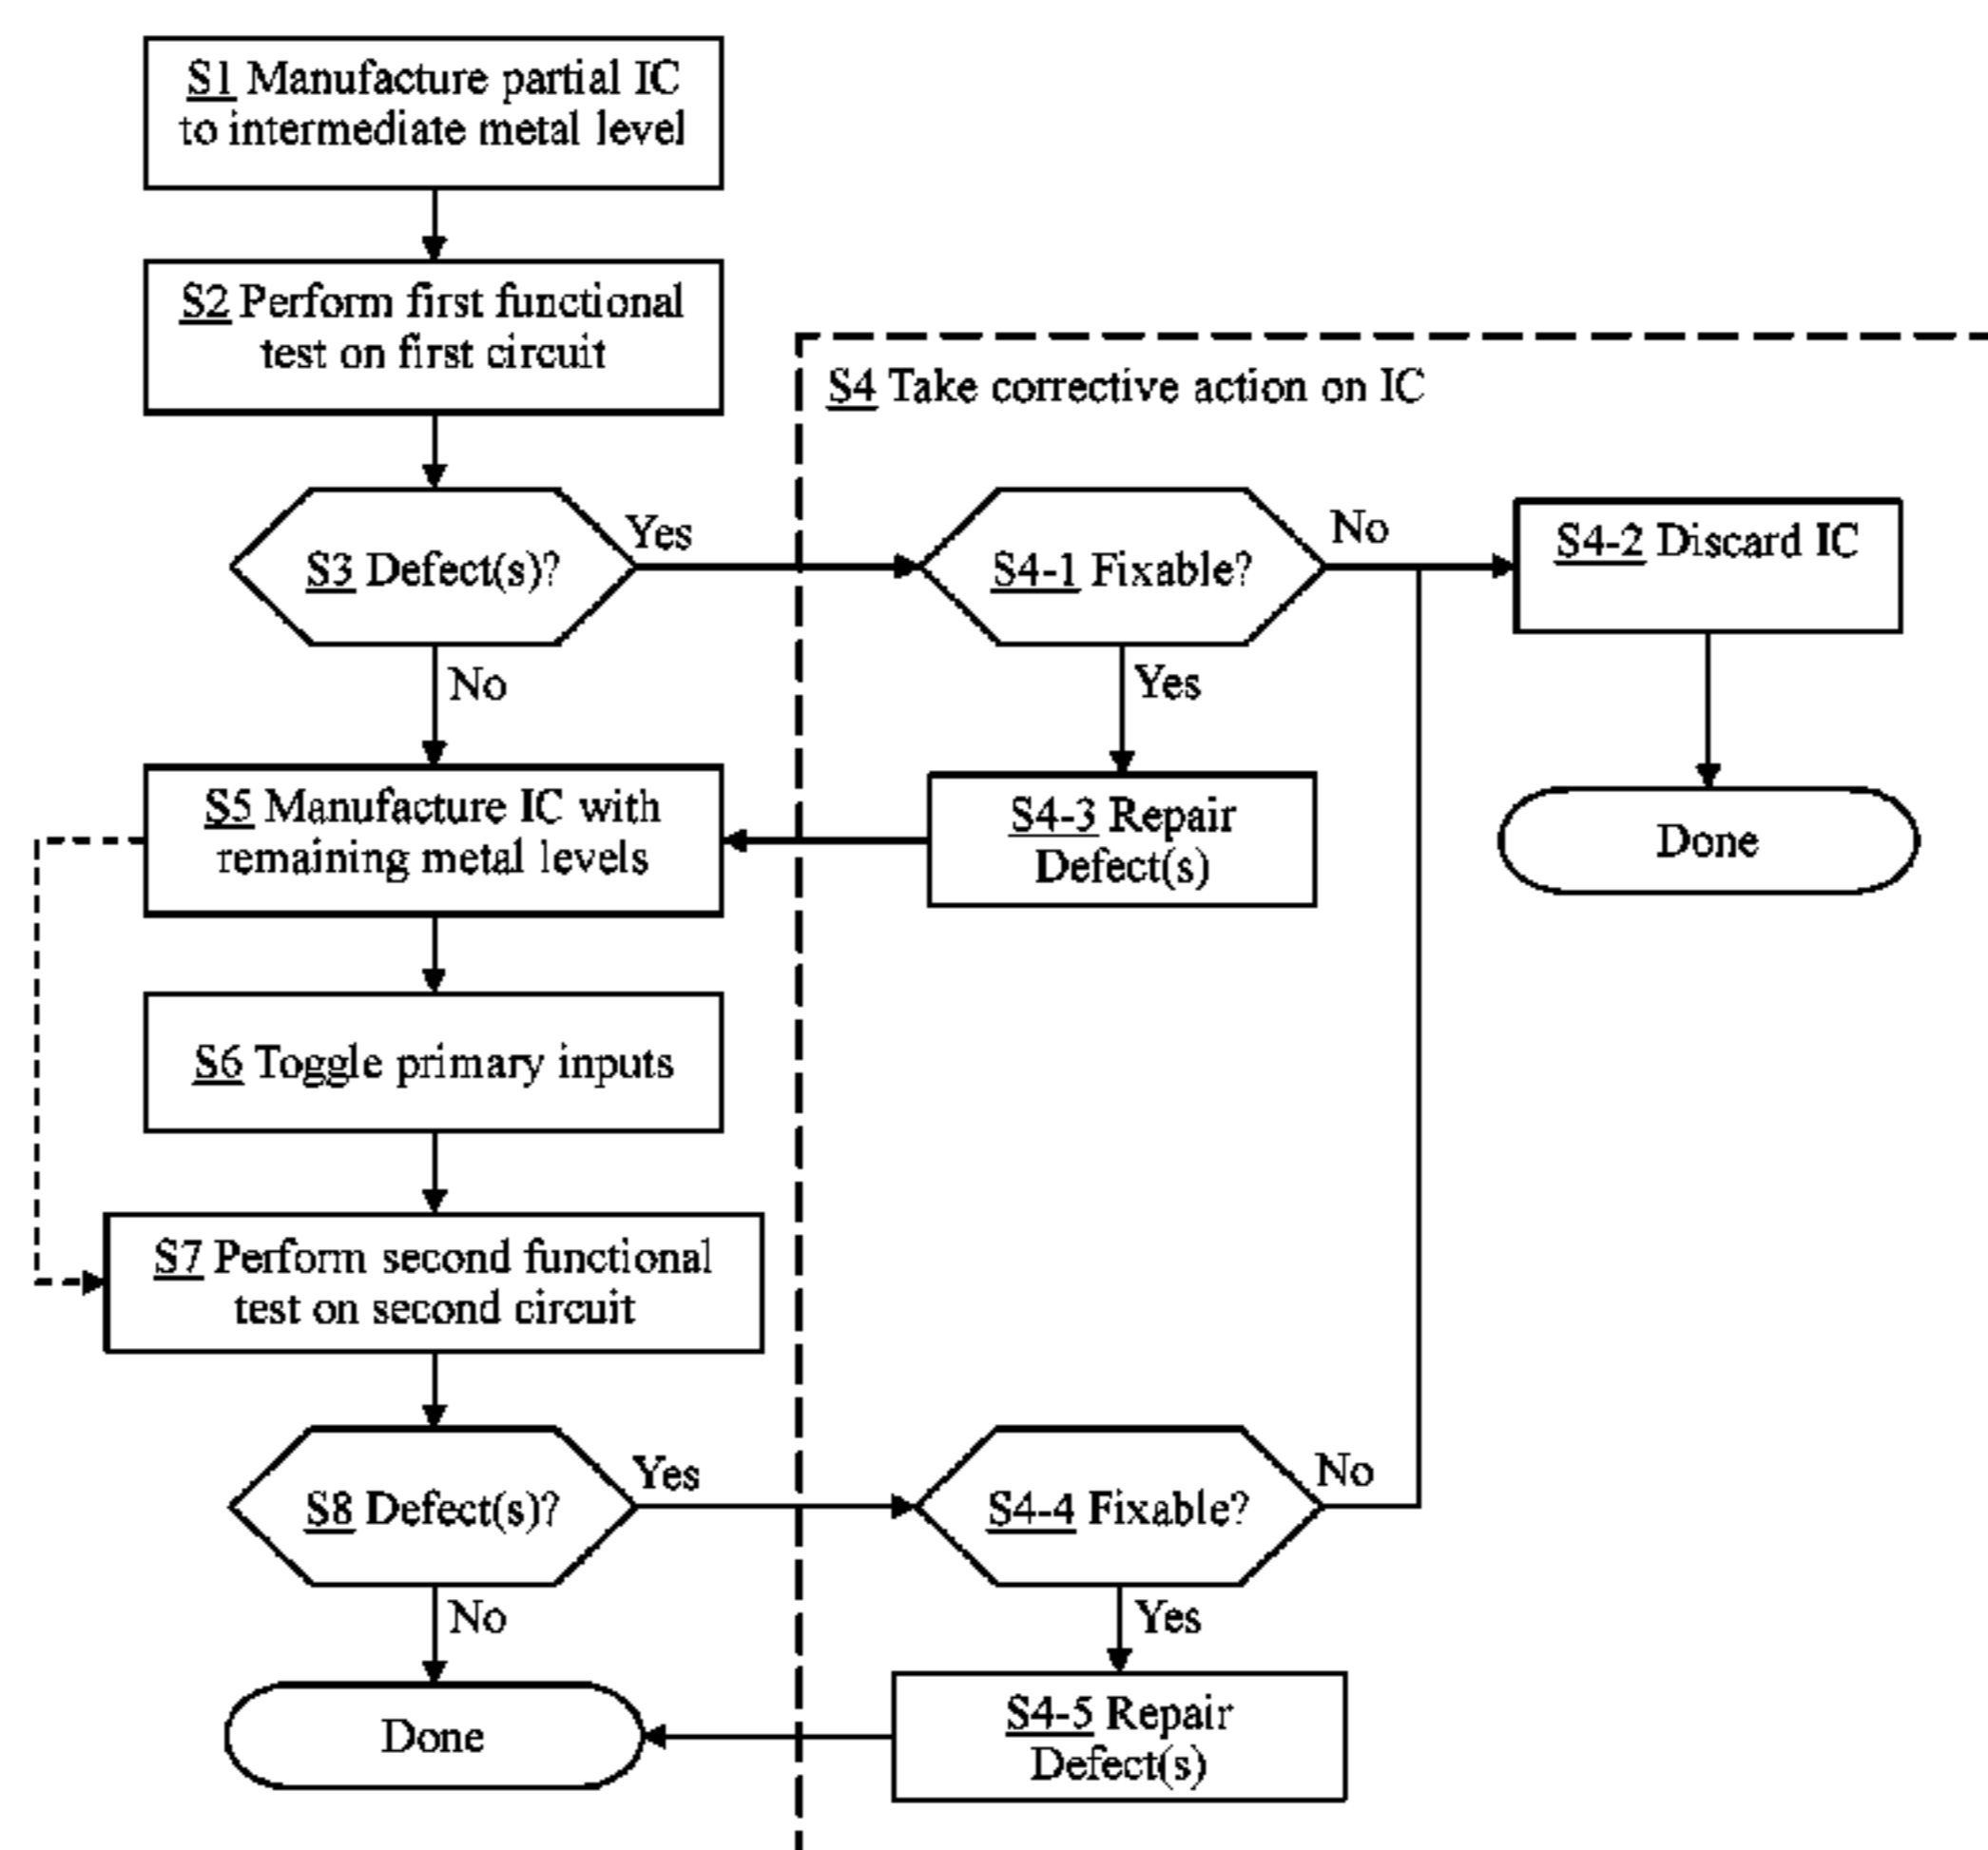 S1 Manufacture partial IC
to intermediate metal level
S2 Perform first functional
test on first circuit
S4 Take corrective action on IC
S3 Defect(s)?
Yes
No
S4-1 Fixable?
No
Yes
S4-2 Discard IC
Done
S5 Manufacture IC with
remaining metal levels
S4-3 Repair
Defect(s)
S6 Toggle primary inputs
S7 Perform second functional
test on second circuit
S8 Defect(s)?
Yes
No
S4-4 Fixable?
No
Yes
Done
S4-5 Repair
Defect(s)